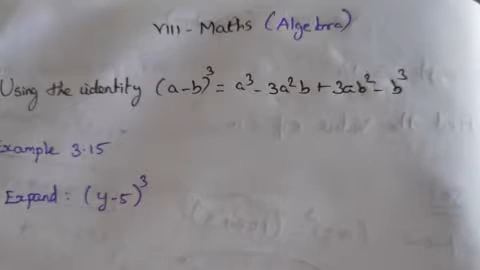 VIII - Maths (Algebra)
Using the identity (a-b)³ = a³ - 3a²b + 3ab² - b³
Example 3.15
Expand : (y-5)³